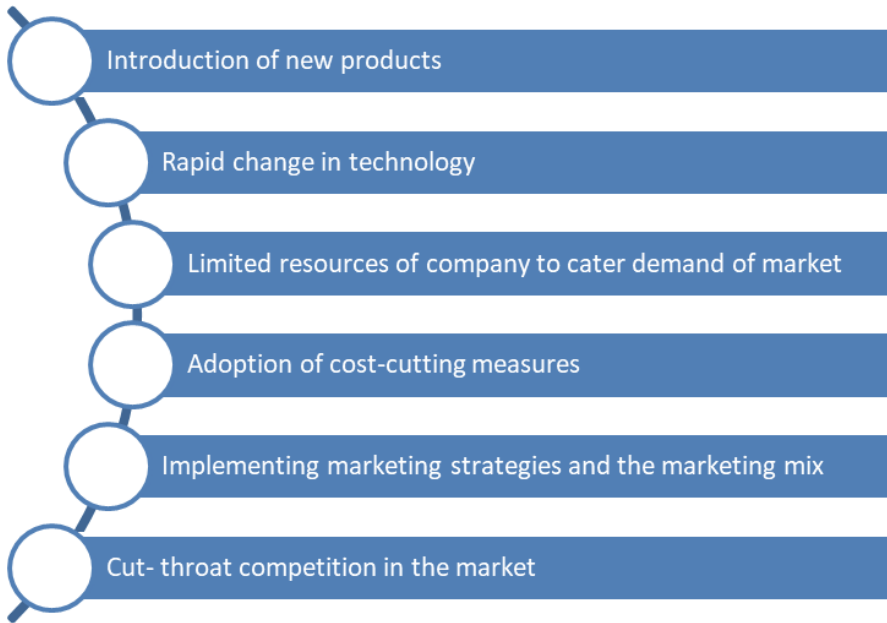 Introduction of new products
Rapid change in technology
Limited resources of company to cater demand of market
Adoption of cost-cutting measures
Implementing marketing strategies and the marketing mix
Cut- throat competition in the market